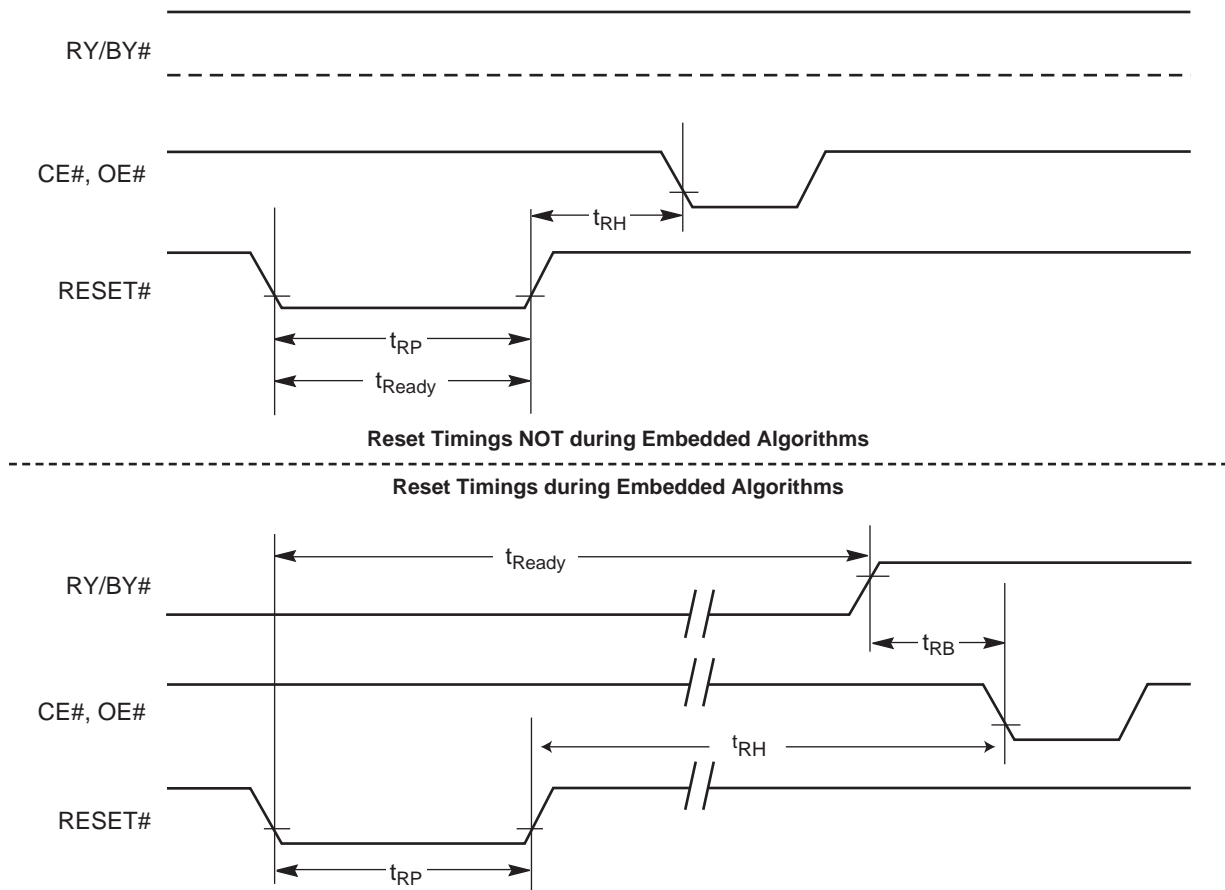 RY/BY#
CE#, OE#
tRH
RESET#
tRP
tReady
Reset Timings NOT during Embedded Algorithms
Reset Timings during Embedded Algorithms
tReady
RY/BY#
tRB
CE#, OE#
tRH
RESET#
tRP